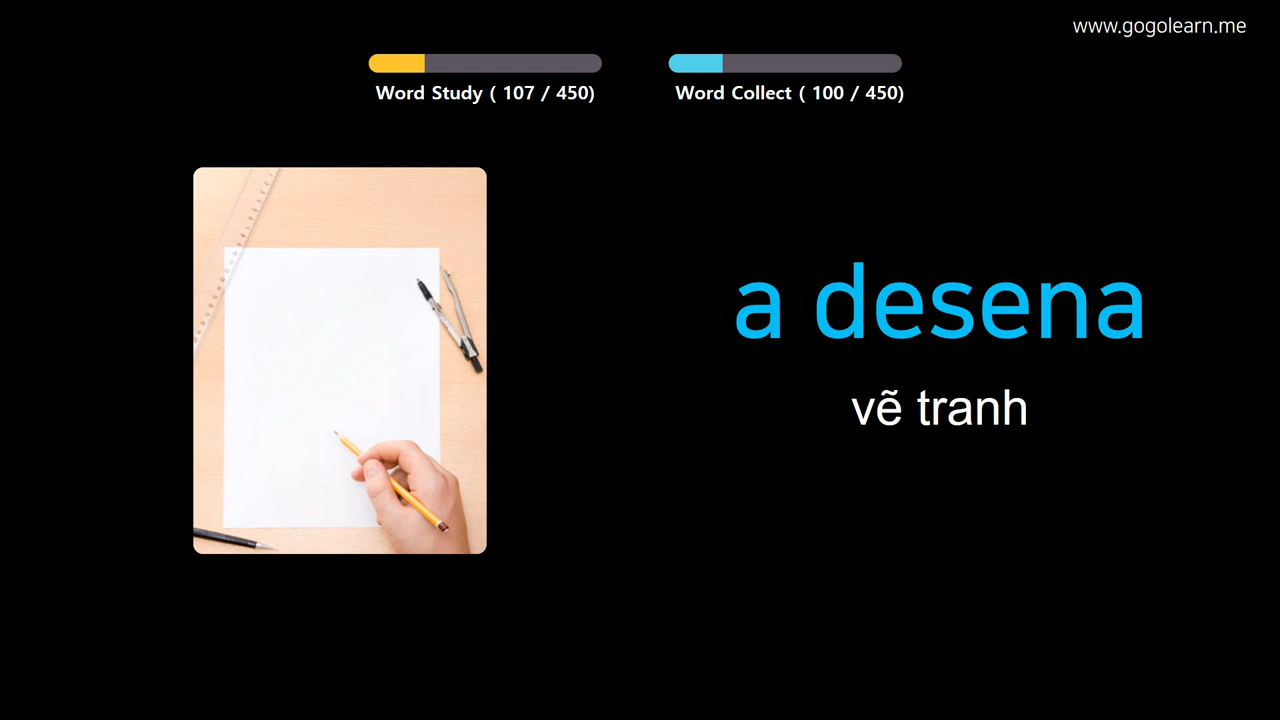 www.gogolearn.me
Word Study ( 107 / 450)
Word Collect ( 100 / 450)
a desena
vẽ tranh